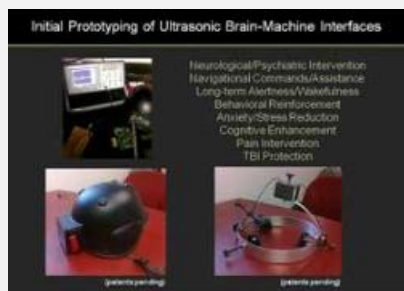 Initial Prototyping of Ultrasonic Brain-Machine Interfaces
Neurological/Psychiatric Intervention
Navigational Commands/Assistance
Long-term Alertness/Wakefulness
Behavioral Reinforcement
Anxiety/Stress Reduction
Cognitive Enhancement
Pain Intervention
TBI Protection
(patents pending)
(patents pending)